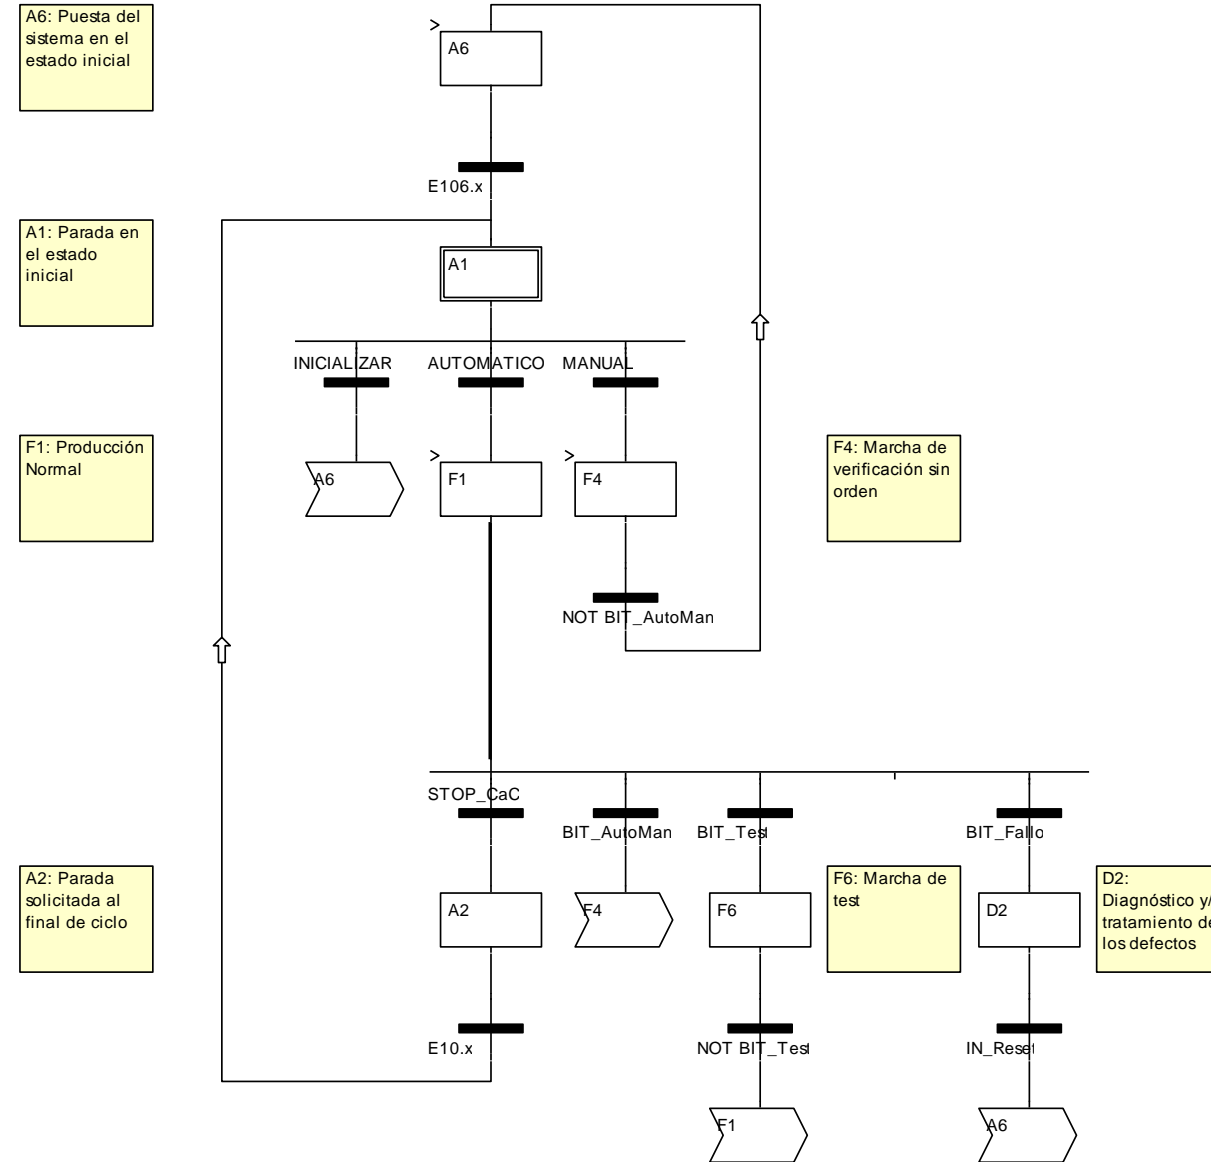 A6: Puesta del
sistema en el
estado inicial
A6
E106.x
A1: Parada en
el estado
inicial
A1
INICIALIZAR
AUTOMATICO
MANUAL
F1: Producción
Normal
A6
F1
F4
F4: Marcha de
verificación sin
orden
NOT BIT_AutoMan
STOP_CaC
BIT_AutoMan
BIT_Test
BIT_Fallo
A2: Parada
solicitada al
final de ciclo
A2
F4
F6
F6: Marcha de
test
D2
D2:
Diagnóstico y/
tratamiento de
los defectos
E10.x
NOT BIT_Test
IN_Reset
F1
A6